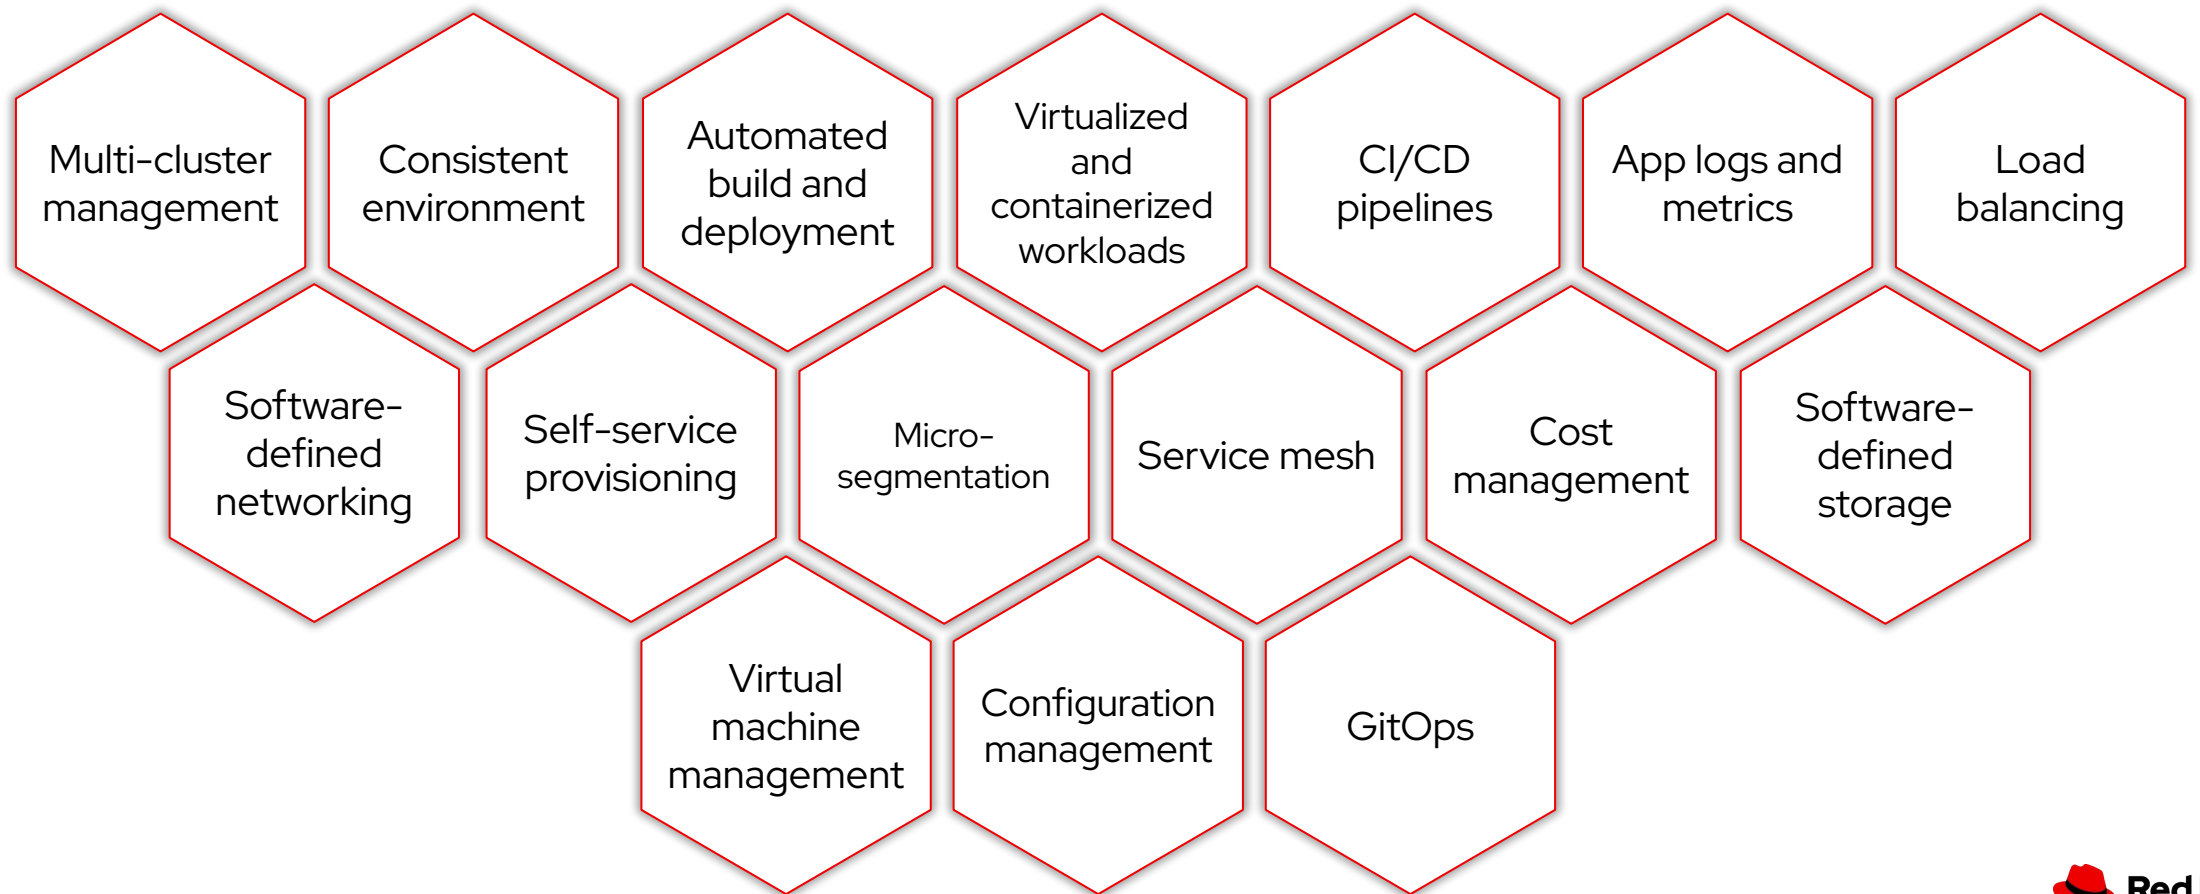 Multi-cluster
management
Consistent
environment
Automated
build and
deployment
Virtualized
and
containerized
workloads
CI/CD
pipelines
App logs and
metrics
Load
balancing
Software-
defined
networking
Self-service
provisioning
Micro-
segmentation
Service mesh
Cost
management
Software-
defined
storage
Virtual
machine
management
Configuration
management
GitOps
Red